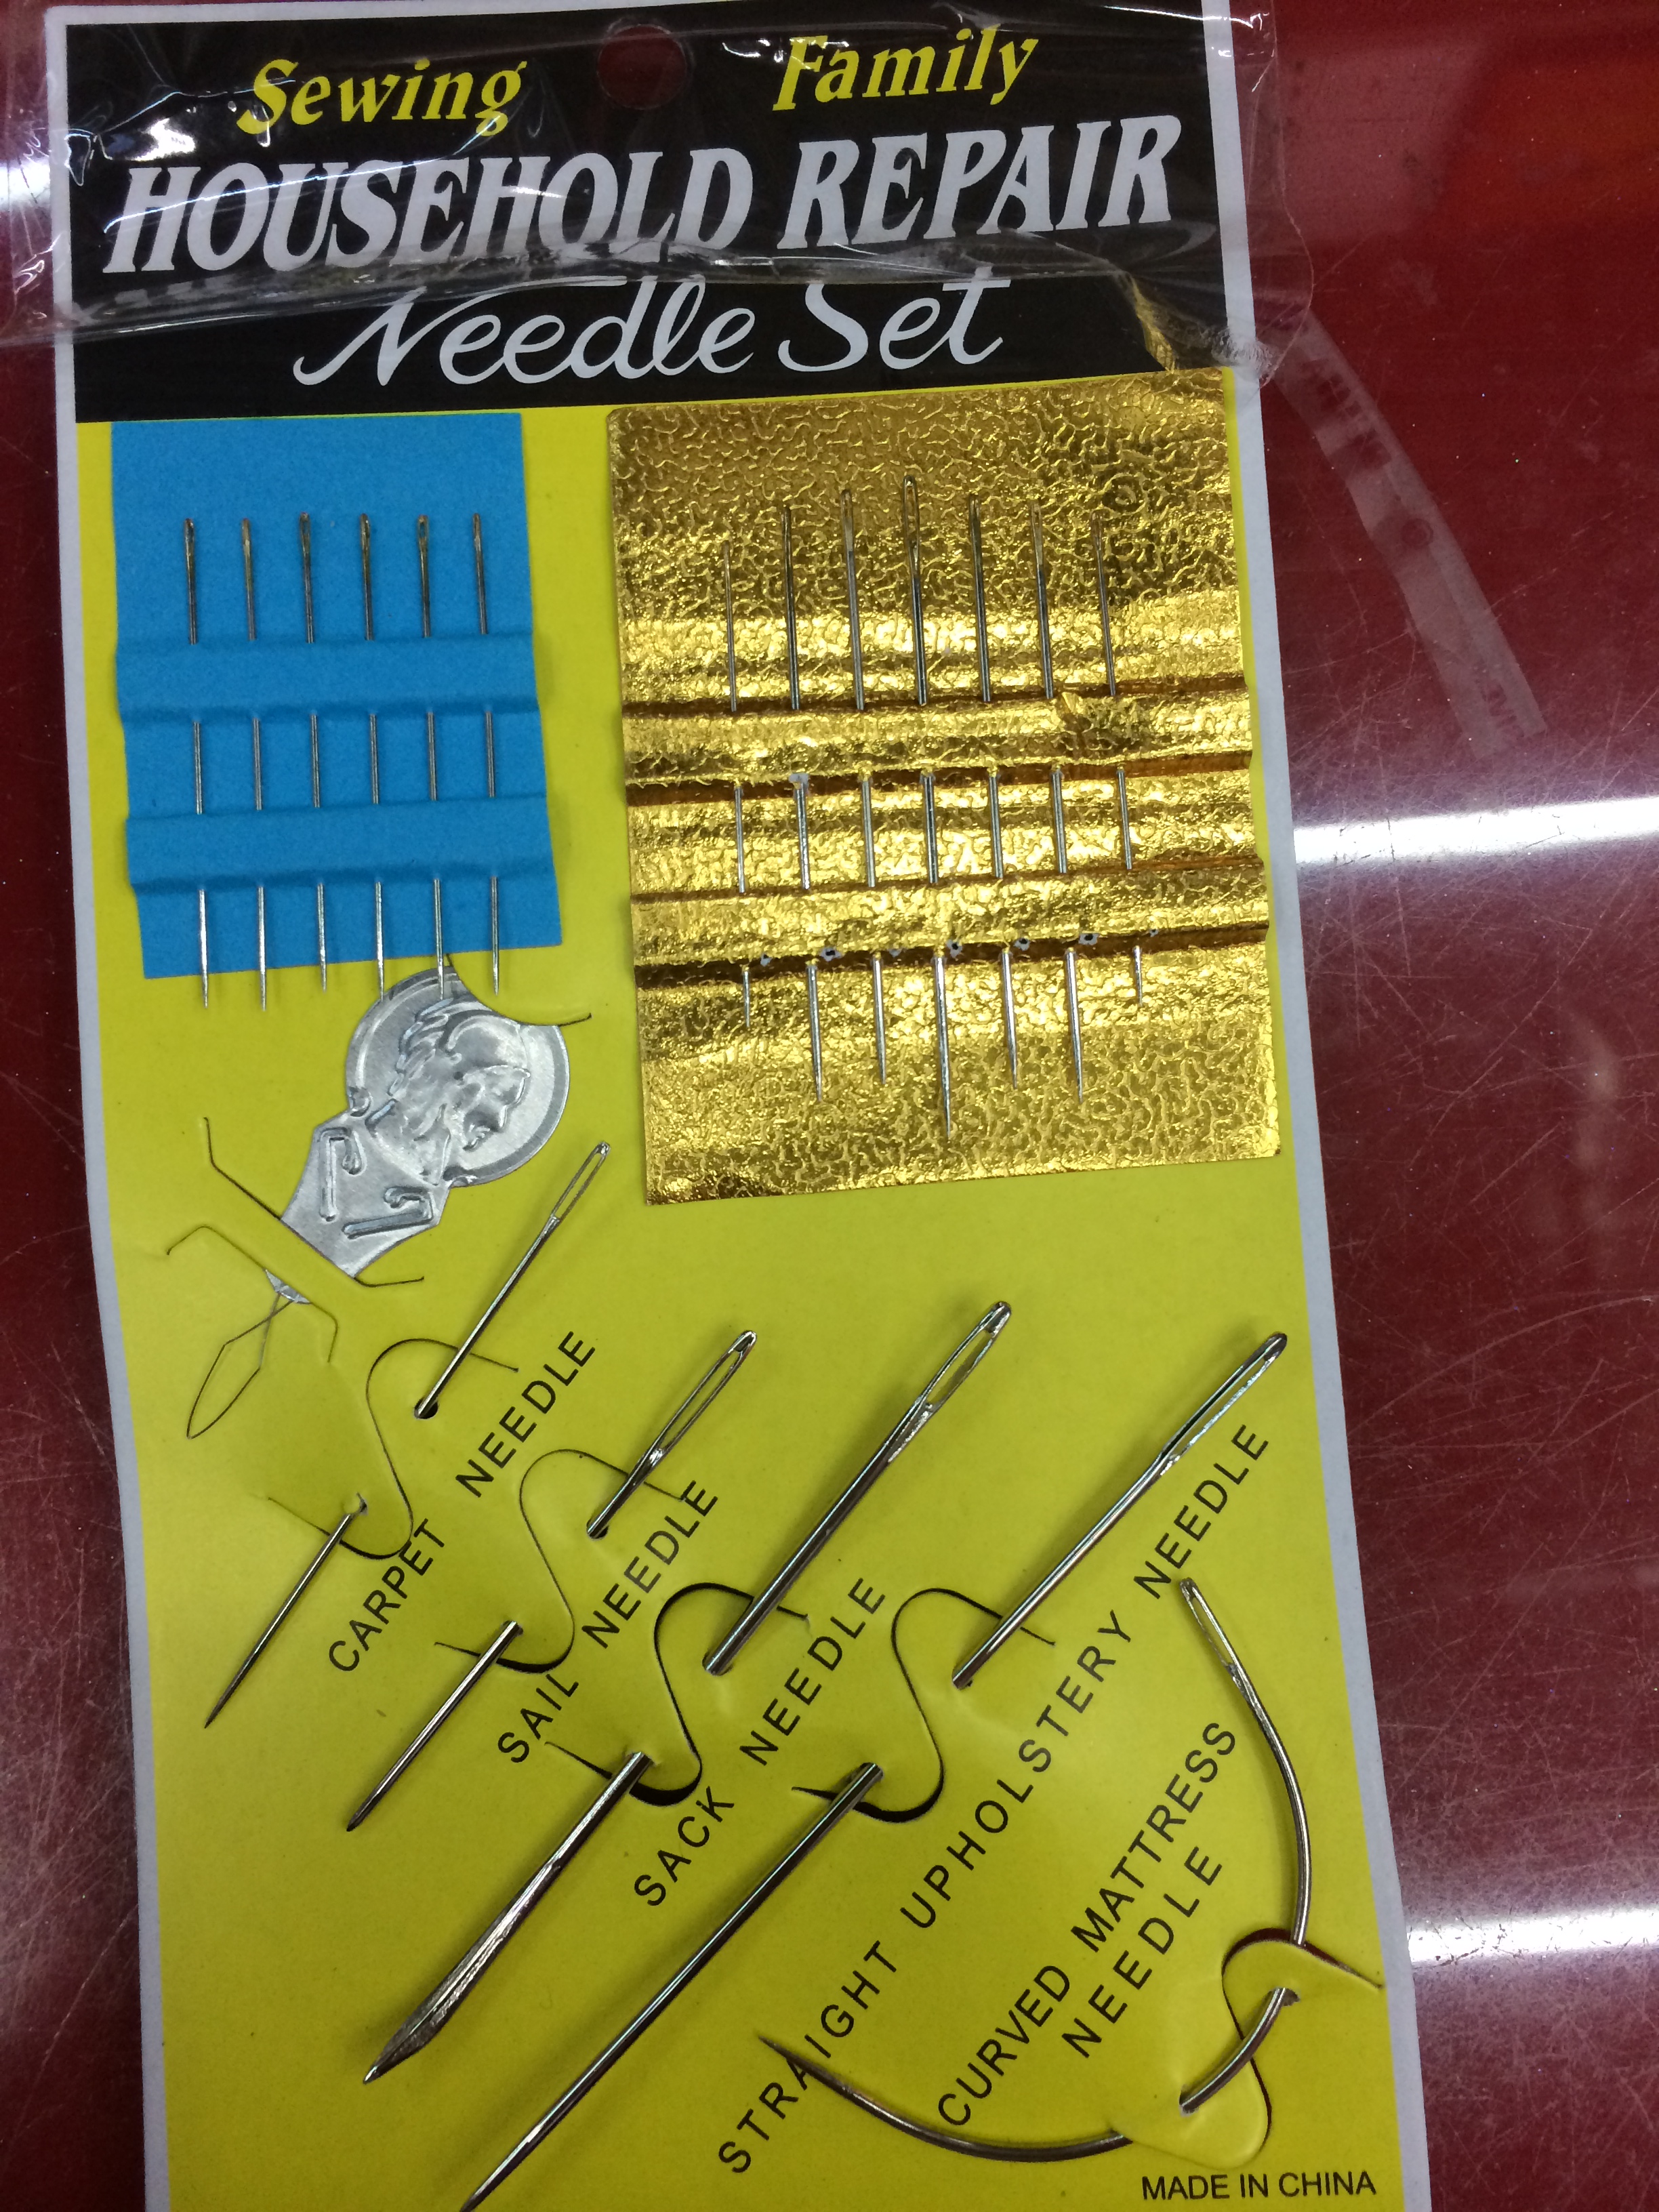 Sewing Family
HOUSEHOLD REPAIR
Needle Set
CARPET NEEDLE
SAIL NEEDLE
SACK NEEDLE
STRAIGHT UPHOLSTERY NEEDLE
CURVED MATTRESS
NEEDLE
MADE IN CHINA